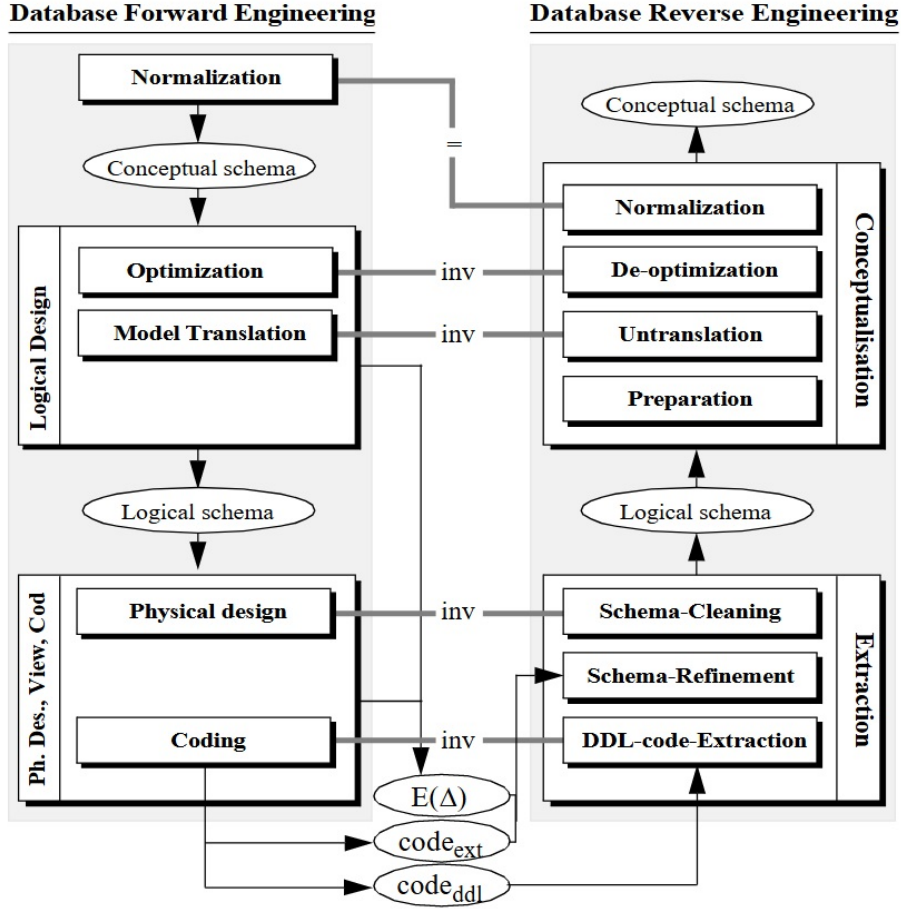 Database Forward Engineering
Database Reverse Engineering
Normalization
Conceptual schema
Logical Design
Optimization
Model Translation
Logical schema
Ph. Des., View, Cod
Physical design
Coding
=
inv
inv
inv
inv
E(Δ)
code_ext
code_ddl
Conceptual schema
Normalization
De-optimization
Untranslation
Preparation
Conceptualisation
Logical schema
Schema-Cleaning
Schema-Refinement
DDL-code-Extraction
Extraction